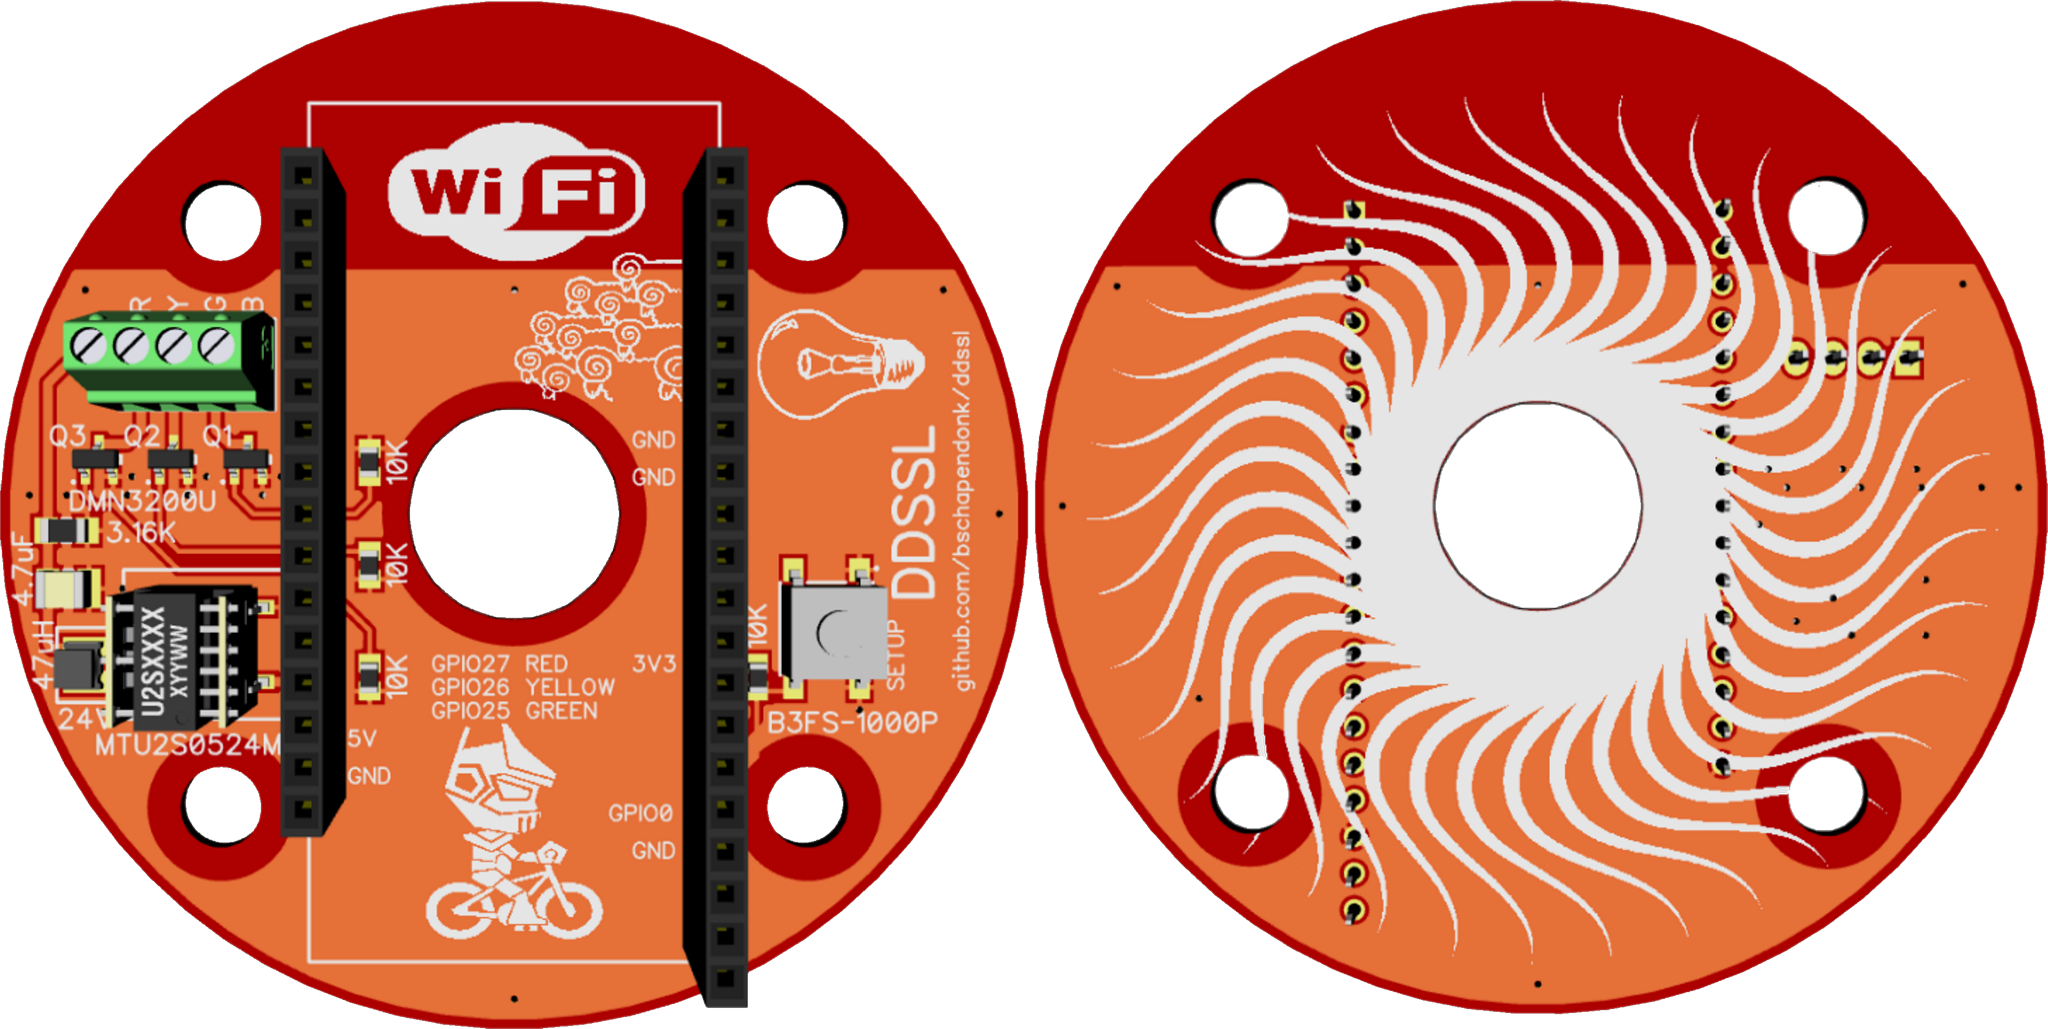 Wi Fi
R
Y
G
B
Q3 Q2 Q1
DMN3200U
3.16K
4.7uF
47uH
U2SXXXX
XYYWW
24V
MTU2S0524M
10K
10K
10K
5V
GND
GND
GND
GPIO27 RED
GPIO26 YELLOW
GPIO25 GREEN
3V3
GPIO0
GND
10K
SETUP
B3FS-1000P
DDSSL
github.com/bschapendonk/ddssl